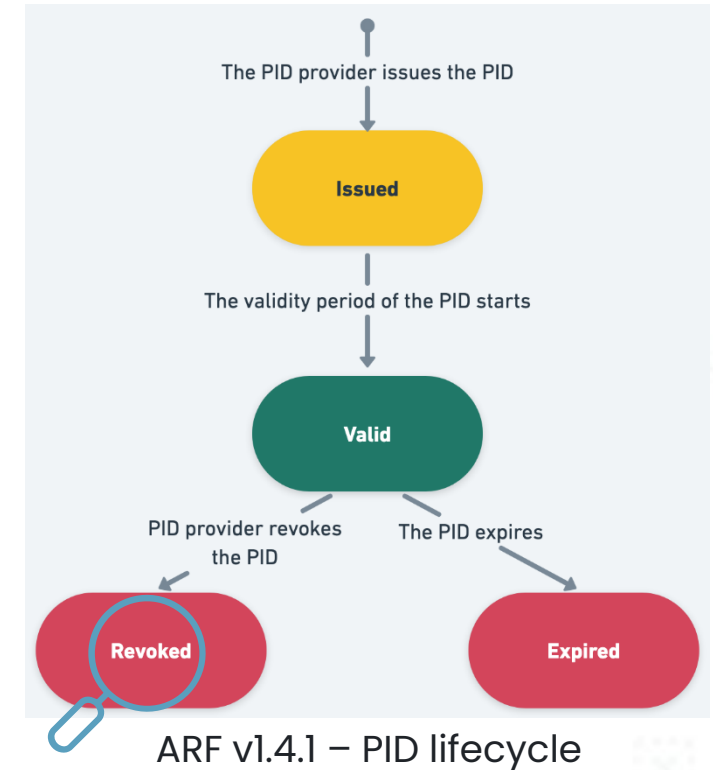 The PID provider issues the PID
Issued
The validity period of the PID starts
Valid
PID provider revokes
the PID
The PID expires
Revoked
Expired
ARF v1.4.1 – PID lifecycle